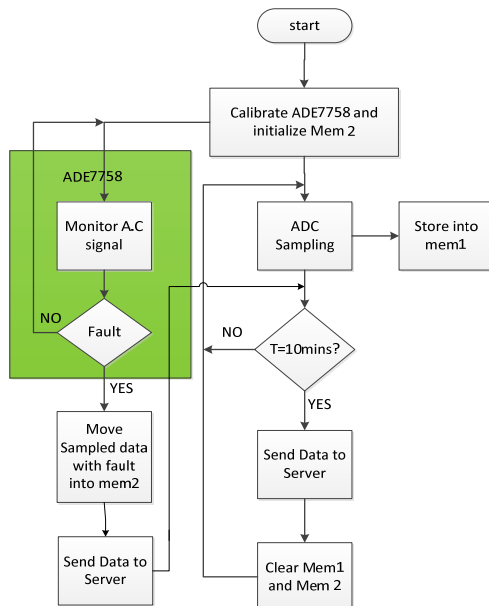 start
Calibrate ADE7758 and
initialize Mem 2
ADE7758
Monitor A.C
signal
ADC
Sampling
Store into
mem1
Fault
NO
YES
T=10mins?
NO
YES
Move
Sampled data
with fault
into mem2
Send Data to
Server
Send Data to
Server
Clear Mem1
and Mem 2